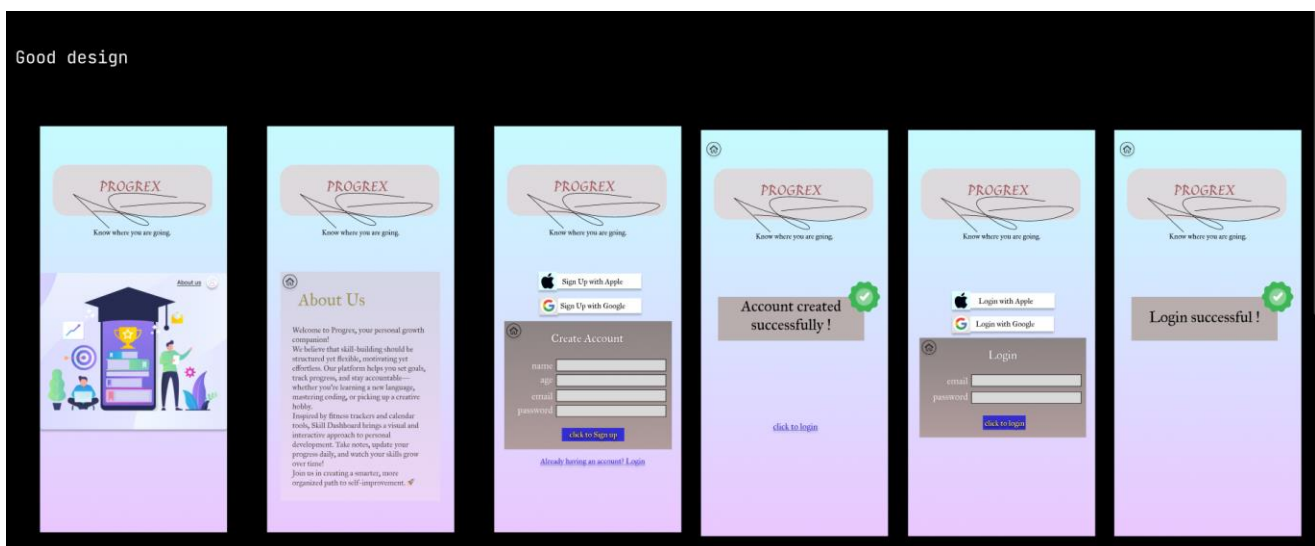 Good design
PROGREX
Know where you are going.
About us
PROGREX
Know where you are going.
About Us
Welcome to Progrex, your personal growth
companion!
We believe that skill-building should be
structured yet flexible, motivating yet
effortless. Our platform helps you set goals,
track progress, and stay accountable—
whether you're learning a new language,
mastering coding, or picking up a creative
hobby.
Inspired by fitness trackers and calendar
tools, Skill Dashboard brings a visual and
interactive approach to personal
development. Take notes, update your
progress daily, and watch your skills grow
over time!
Join us in creating a smarter, more
organized path to self-improvement. 🚀
PROGREX
Know where you are going.
Sign Up with Apple
Sign Up with Google
Create Account
name
age
email
password
click to Sign up
Already having an account? Login
PROGREX
Know where you are going.
Account created
successfully !
click to login
PROGREX
Know where you are going.
Login with Apple
Login with Google
Login
email
password
click to login
PROGREX
Know where you are going.
Login successful !